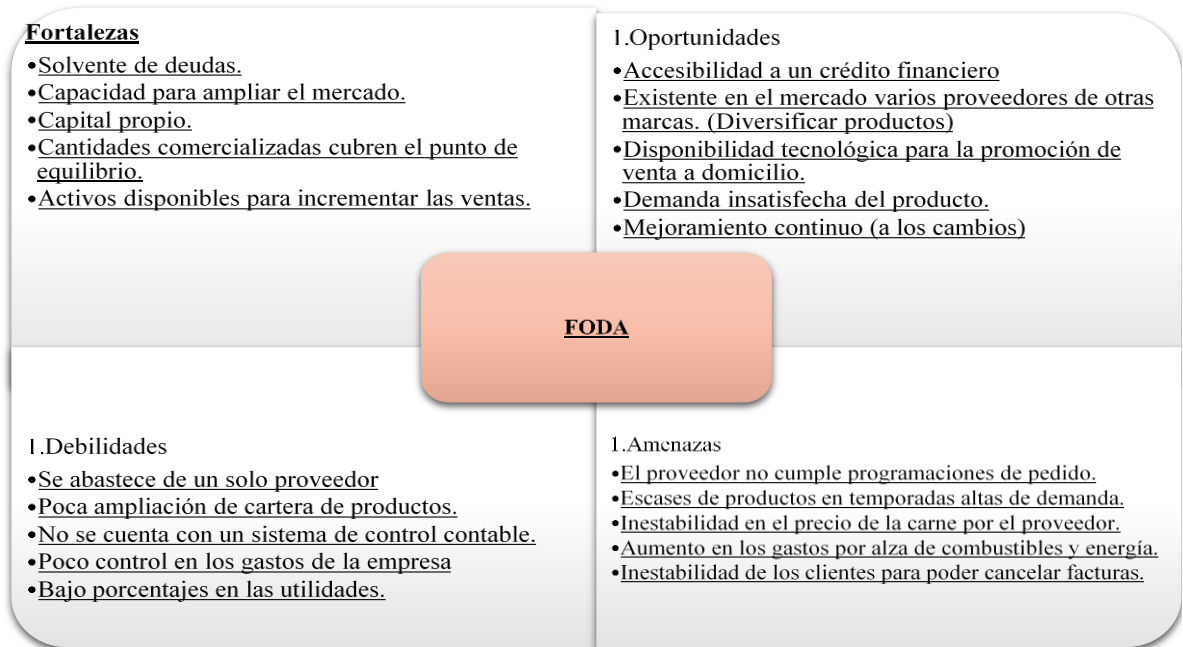 Fortalezas
•Solvente de deudas.
•Capacidad para ampliar el mercado.
•Capital propio.
•Cantidades comercializadas cubren el punto de
equilibrio.
•Activos disponibles para incrementar las ventas.
1.Oportunidades
•Accesibilidad a un crédito financiero
•Existente en el mercado varios proveedores de otras
marcas. (Diversificar productos)
•Disponibilidad tecnológica para la promoción de
venta a domicilio.
•Demanda insatisfecha del producto.
•Mejoramiento continuo (a los cambios)
FODA
1.Debilidades
•Se abastece de un solo proveedor
•Poca ampliación de cartera de productos.
•No se cuenta con un sistema de control contable.
•Poco control en los gastos de la empresa
•Bajo porcentajes en las utilidades.
1.Amenazas
•El proveedor no cumple programaciones de pedido.
•Escases de productos en temporadas altas de demanda.
•Inestabilidad en el precio de la carne por el proveedor.
•Aumento en los gastos por alza de combustibles y energía.
•Inestabilidad de los clientes para poder cancelar facturas.